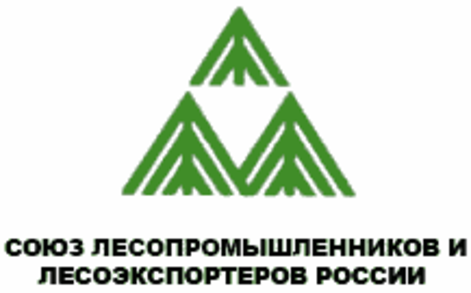 СОЮЗ ЛЕСОПРОМЫШЛЕННИКОВ И
ЛЕСОЭКСПОРТЕРОВ РОССИИ